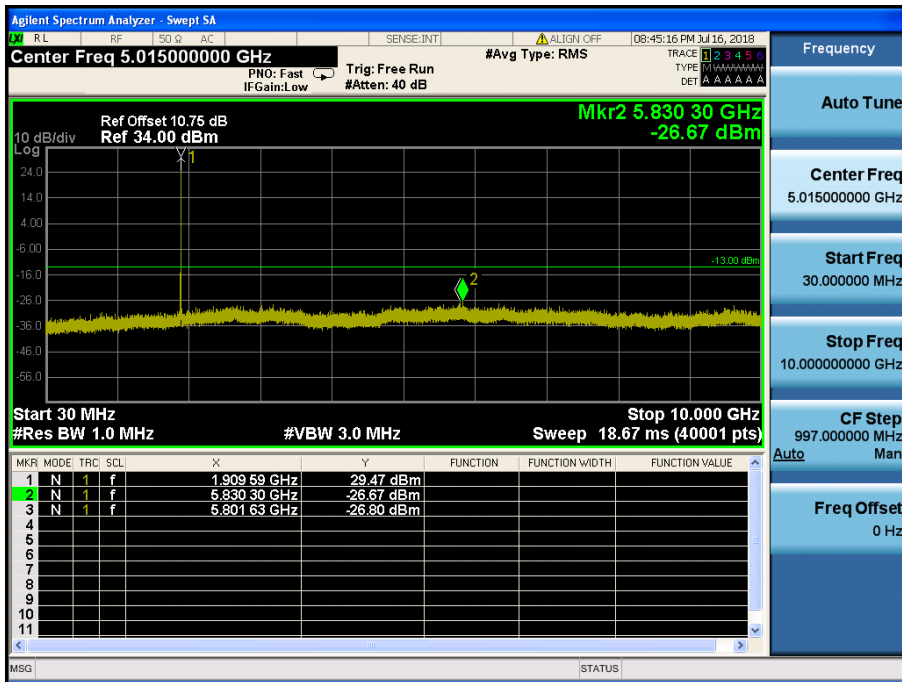 Agilent Spectrum Analyzer - Swept SA
LXI RL RF 50 Ω AC SENSE:INT ALIGN OFF 08:45:16 PM Jul 16, 2018
Center Freq 5.015000000 GHz
PNO: Fast
IFGain:Low
Trig: Free Run
#Atten: 40 dB
#Avg Type: RMS
TRACE 1 2 3 4 5 6
TYPE M WWWWW
DET A A A A A A
Frequency
Auto Tune
Center Freq
5.015000000 GHz
Start Freq
30.000000 MHz
Stop Freq
10.000000000 GHz
CF Step
997.000000 MHz
Auto Man
Freq Offset
0 Hz
Mkr2 5.830 30 GHz
-26.67 dBm
Ref Offset 10.75 dB
10 dB/div Ref 34.00 dBm
Log
24.0
14.0
4.00
-6.00
-16.0
-26.0
-36.0
-46.0
-56.0
1
-13.00 dBm
2
Start 30 MHz Stop 10.000 GHz
#Res BW 1.0 MHz #VBW 3.0 MHz Sweep 18.67 ms (40001 pts)
MKR MODE TRC SCL X Y FUNCTION FUNCTION WIDTH FUNCTION VALUE
1 N 1 f 1.909 59 GHz 29.47 dBm
2 N 1 f 5.830 30 GHz -26.67 dBm
3 N 1 f 5.801 63 GHz -26.80 dBm
4
5
6
7
8
9
10
11
MSG STATUS